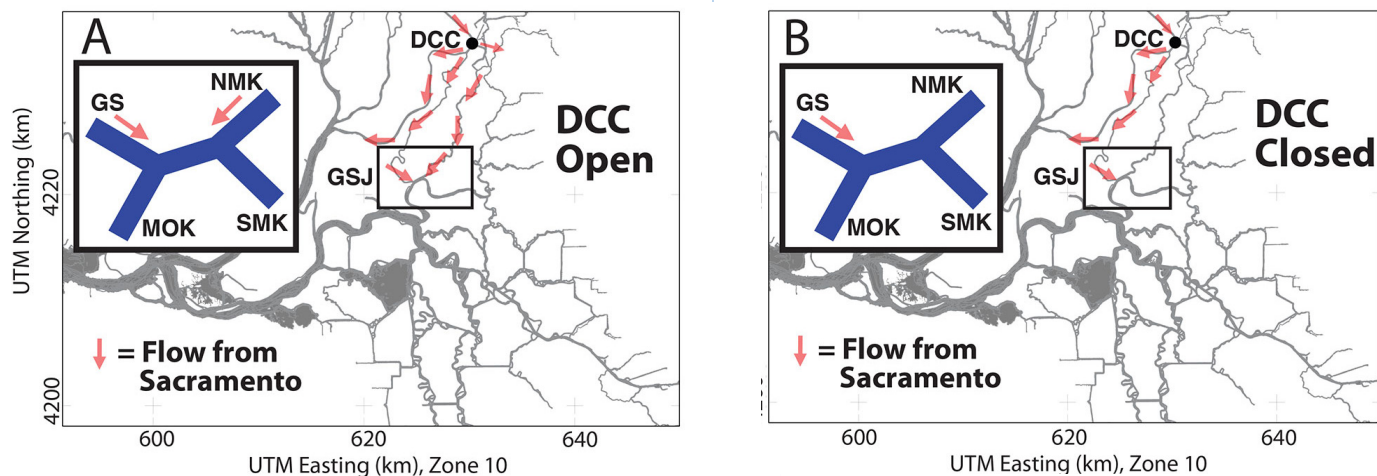 A
DCC
NMK
GS
MOK
SMK
GSJ
DCC
Open
= Flow from
Sacramento
UTM Northing (km)
4220
4200
600
620
640
UTM Easting (km), Zone 10
B
DCC
NMK
GS
MOK
SMK
GSJ
DCC
Closed
= Flow from
Sacramento
600
620
640
UTM Easting (km), Zone 10